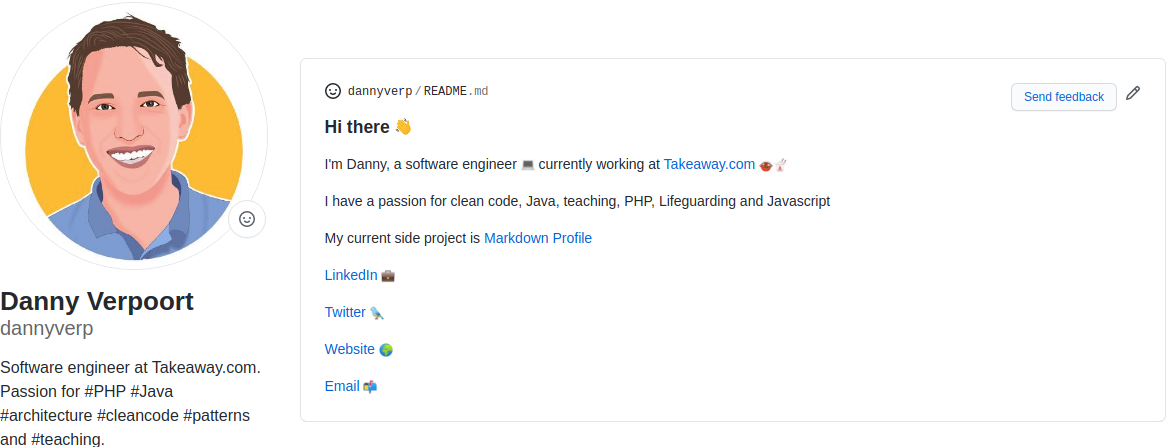 Danny Verpoort
dannyverp
Software engineer at Takeaway.com.
Passion for #PHP #Java
#architecture #cleancode #patterns
and #teaching.
dannyverp/README.md
Send feedback
Hi there 👋
I'm Danny, a software engineer 💻 currently working at Takeaway.com 🥘🥡
I have a passion for clean code, Java, teaching, PHP, Lifeguarding and Javascript
My current side project is Markdown Profile
LinkedIn 💼
Twitter 🐦
Website 🌍
Email 📬